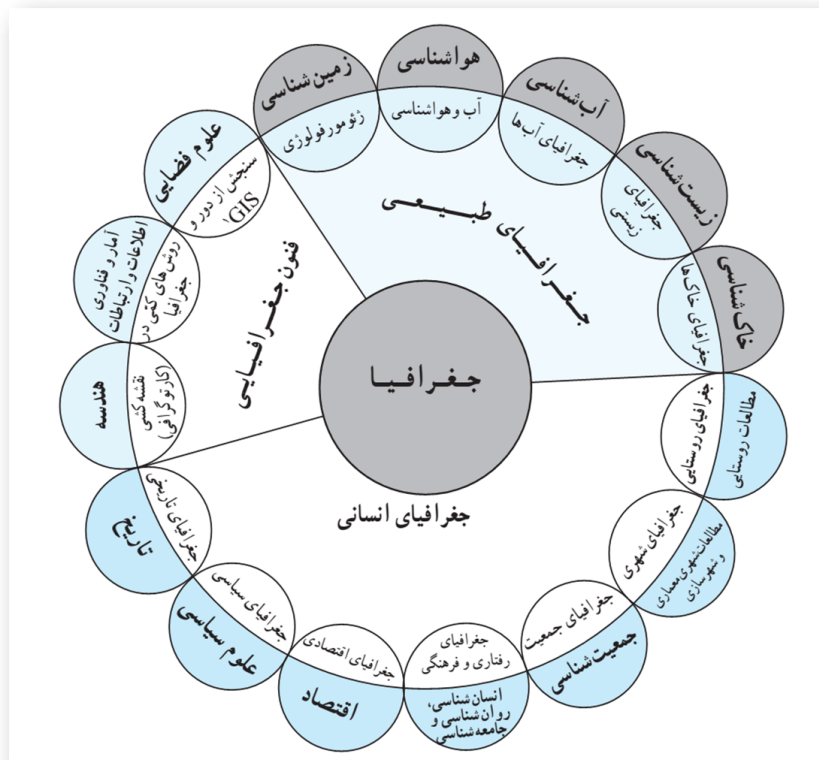 جغرافیا
جغرافیای طبیعی
جغرافیای انسانی
فنون جغرافیایی
هواشناسی
آب وهواشناسی
آب‌شناسی
جغرافیای آب‌ها
زیست‌شناسی
جغرافیای
زیستی
خاک‌شناسی
جغرافیای خاک‌ها
مطالعات روستایی
جغرافیای روستایی
مطالعات شهری معماری
و شهرسازی
جغرافیای شهری
جمعیت‌شناسی
جغرافیای جمعیت
جغرافیای
رفتاری و فرهنگی
انسان‌شناسی،
روان‌شناسی و
جامعه‌شناسی
جغرافیای اقتصادی
اقتصاد
جغرافیای سیاسی
علوم سیاسی
جغرافیای تاریخی
تاریخ
هندسه
نقشه‌کشی
(کارتوگرافی)
آمار و فناوری
اطلاعات و ارتباطات
روش‌های کمّی در
جغرافیا
علوم فضایی
سنجش از دور و
GIS\
زمین‌شناسی
ژئومورفولوژی